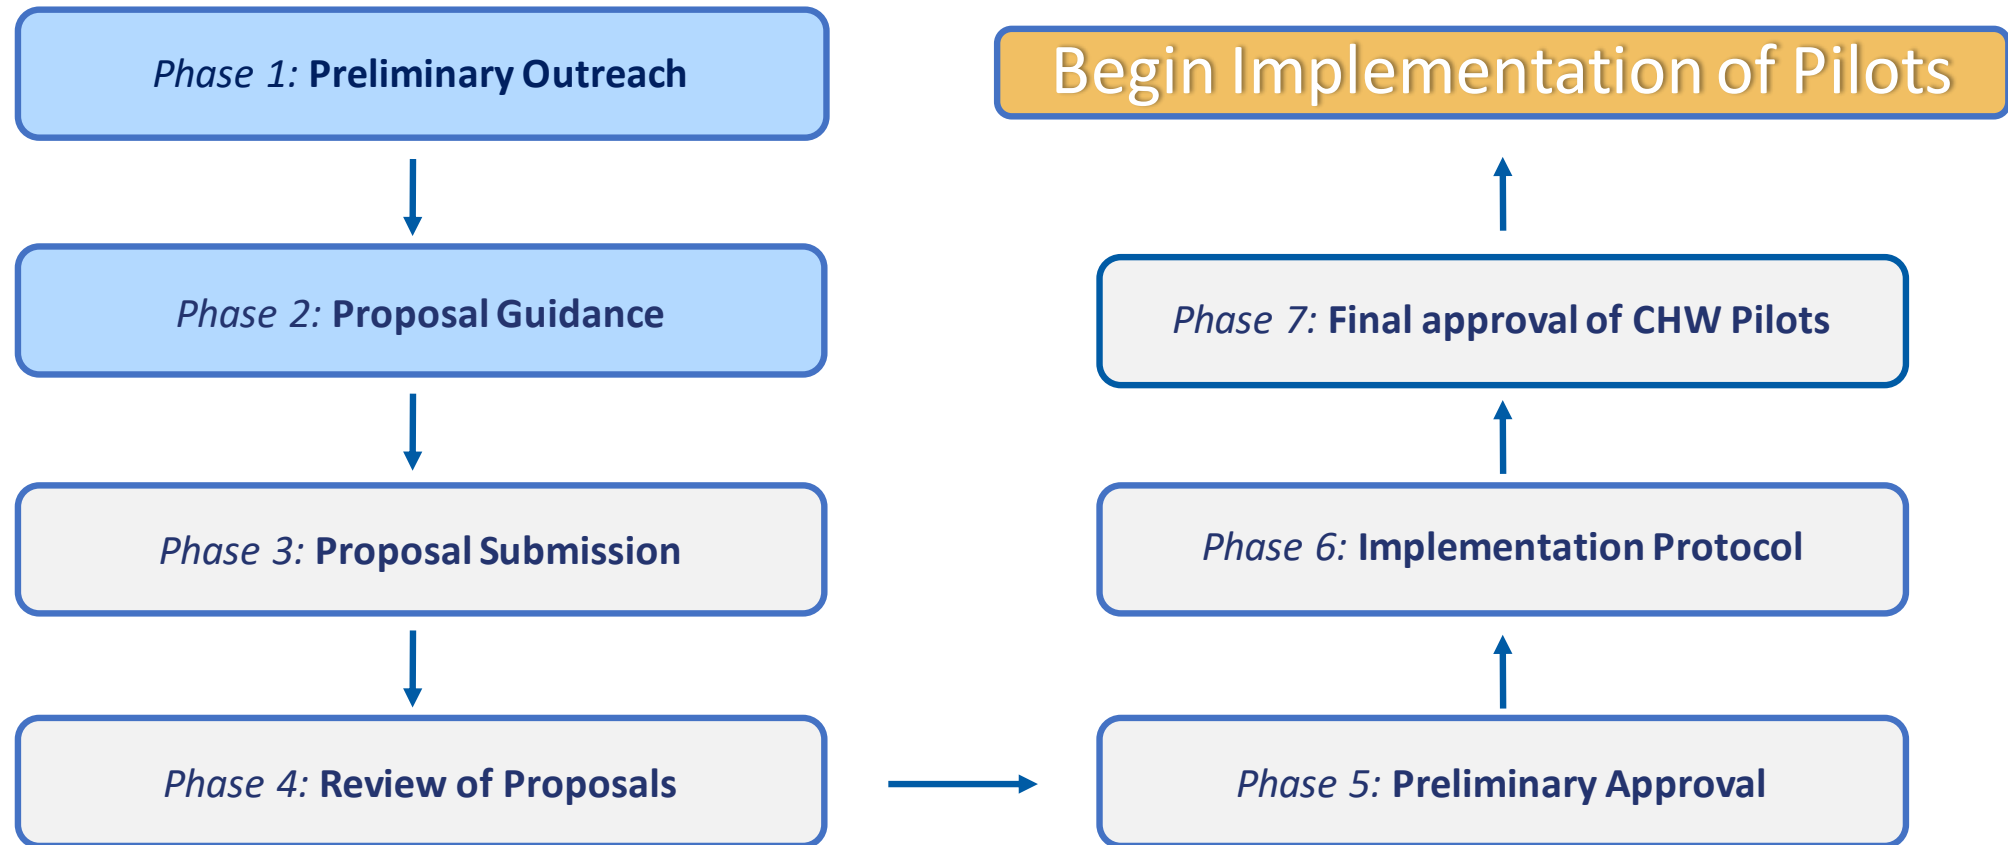 Phase 1: Preliminary Outreach
Phase 2: Proposal Guidance
Phase 3: Proposal Submission
Phase 4: Review of Proposals
Phase 5: Preliminary Approval
Phase 6: Implementation Protocol
Phase 7: Final approval of CHW Pilots
Begin Implementation of Pilots